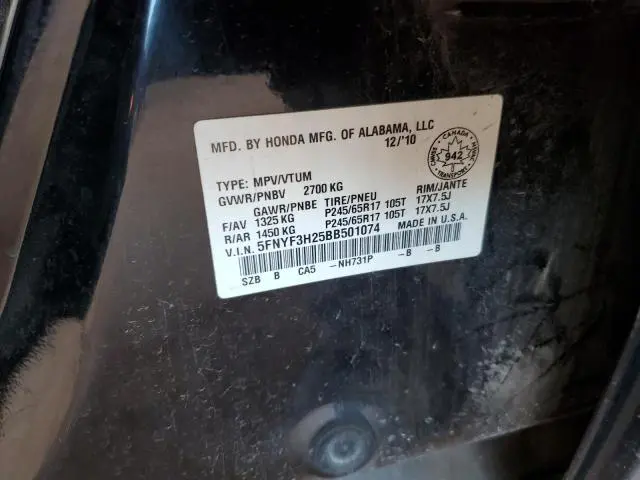 MFD. BY HONDA MFG. OF ALABAMA, LLC
12/'10
CANADA
942
TYPE: MPV/VTUM
GVWR/PNBV 2700 KG
GAWR/PNBE TIRE/PNEU RIM/JANTE
F/AV 1325 KG P245/65R17 105T 17X7.5J
R/AR 1450 KG P245/65R17 105T 17X7.5J
V.I.N. 5FNYF3H25BB501074 MADE IN U.S.A.
SZB B CA5 -NH731P -B -B